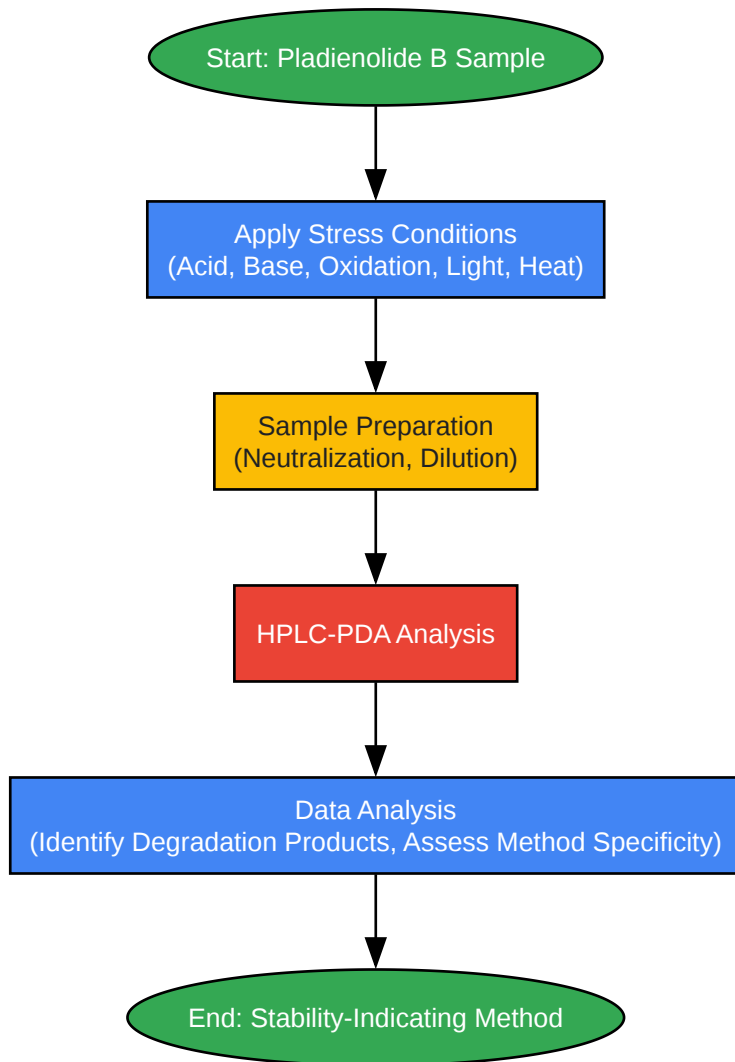 Start: Pladienolide B Sample
Apply Stress Conditions
(Acid, Base, Oxidation, Light, Heat)
Sample Preparation
(Neutralization, Dilution)
HPLC-PDA Analysis
Data Analysis
(Identify Degradation Products, Assess Method Specificity)
End: Stability-Indicating Method